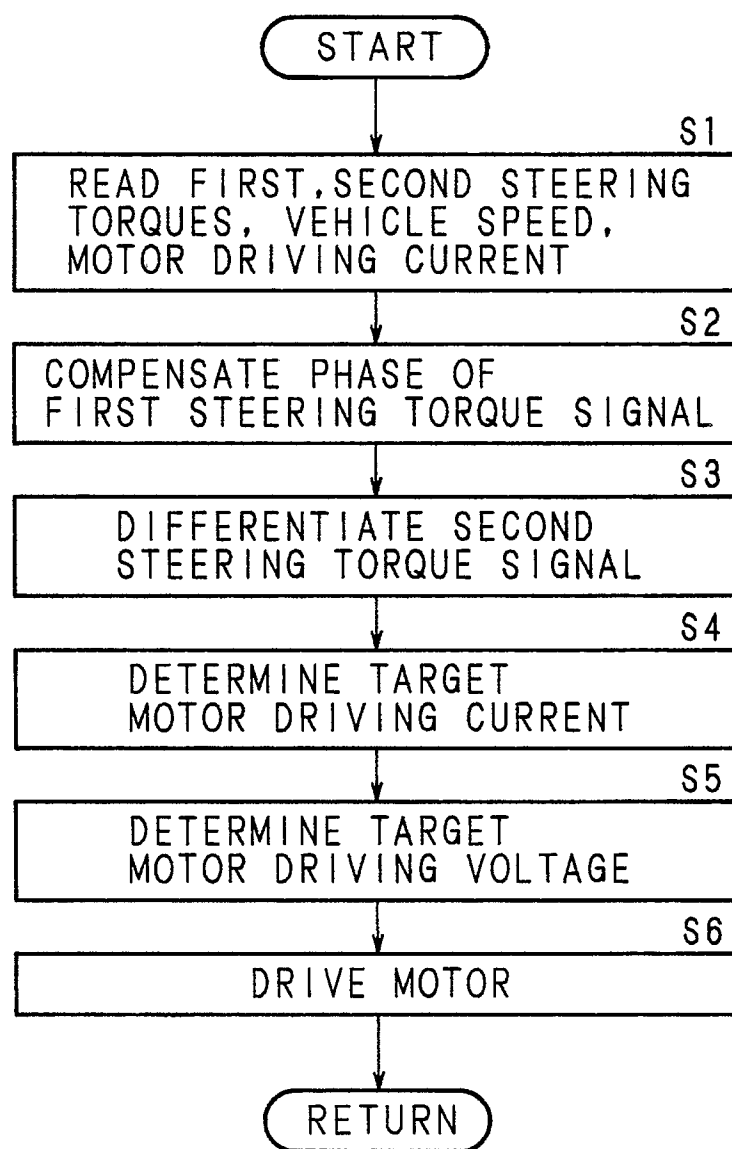 START
S1
READ FIRST,SECOND STEERING
TORQUES, VEHICLE SPEED,
MOTOR DRIVING CURRENT
S2
COMPENSATE PHASE OF
FIRST STEERING TORQUE SIGNAL
S3
DIFFERENTIATE SECOND
STEERING TORQUE SIGNAL
S4
DETERMINE TARGET
MOTOR DRIVING CURRENT
S5
DETERMINE TARGET
MOTOR DRIVING VOLTAGE
S6
DRIVE MOTOR
RETURN